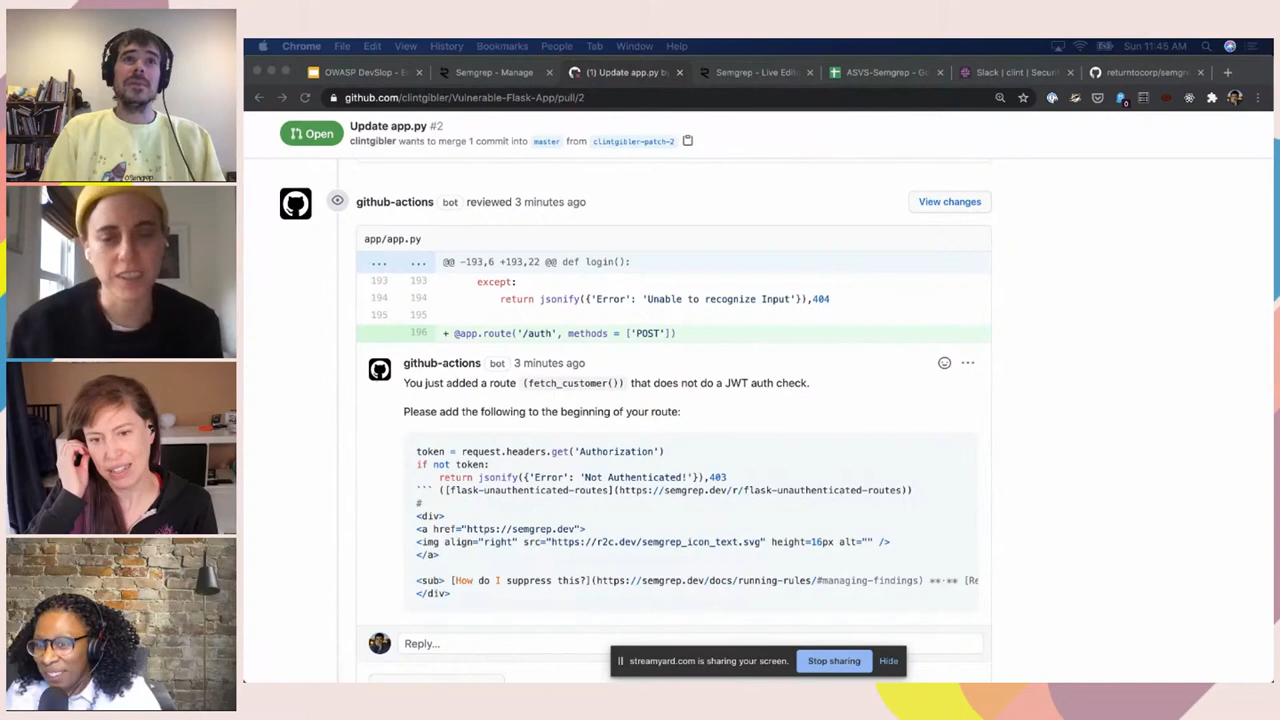 @Semgrep
Chrome File Edit View History Bookmarks People Tab Window Help
Sun 11:45 AM
OWASP DevSlop - E
Semgrep - Manage
(1) Update app.py by
Semgrep - Live Edi
ASVS-Semgrep - G
Slack | clint | Secur
returntocorp/semgr
github.com/clintgibler/Vulnerable-Flask-App/pull/2
Open
Update app.py #2
clintgibler wants to merge 1 commit into master from clintgibler-patch-2
github-actions bot reviewed 3 minutes ago
View changes
app/app.py
... ... @@ -193,6 +193,22 @@ def login():
193 193 except:
194 194 return jsonify({'Error': 'Unable to recognize Input'}),404
195 195
196 + @app.route('/auth', methods = ['POST'])
github-actions bot 3 minutes ago
You just added a route (fetch_customer()) that does not do a JWT auth check.
Please add the following to the beginning of your route:
token = request.headers.get('Authorization')
if not token:
return jsonify({'Error': 'Not Authenticated!'}),403
``` ([flask-unauthenticated-routes](https://semgrep.dev/r/flask-unauthenticated-routes))
#
<div>
<a href="https://semgrep.dev">
<img align="right" src="https://r2c.dev/semgrep_icon_text.svg" height=16px alt="" />
</a>
<sub> [How do I suppress this?](https://semgrep.dev/docs/running-rules/#managing-findings) **·** [Re
</div>
Reply...
streamyard.com is sharing your screen. Stop sharing Hide